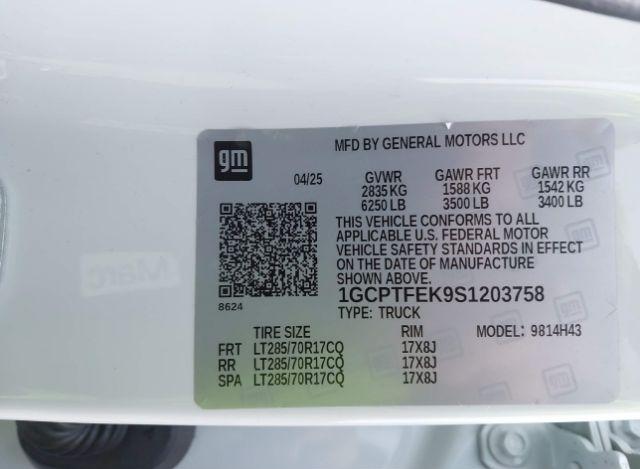 gm
MFD BY GENERAL MOTORS LLC
04/25
GVWR GAWR FRT GAWR RR
2835 KG 1588 KG 1542 KG
6250 LB 3500 LB 3400 LB
THIS VEHICLE CONFORMS TO ALL
APPLICABLE U.S. FEDERAL MOTOR
VEHICLE SAFETY STANDARDS IN EFFECT
ON THE DATE OF MANUFACTURE
SHOWN ABOVE.
1GCPTFEK9S1203758
8624
TYPE: TRUCK
TIRE SIZE RIM MODEL: 9814H43
FRT LT285/70R17CQ 17X8J
RR LT285/70R17CQ 17X8J
SPA LT285/70R17CQ 17X8J